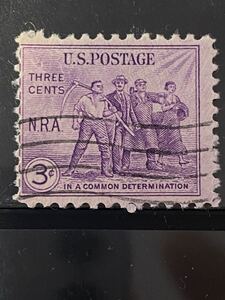 U.S. POSTAGE
THREE
CENTS
N.R.A
3¢
IN A COMMON DETERMINATION